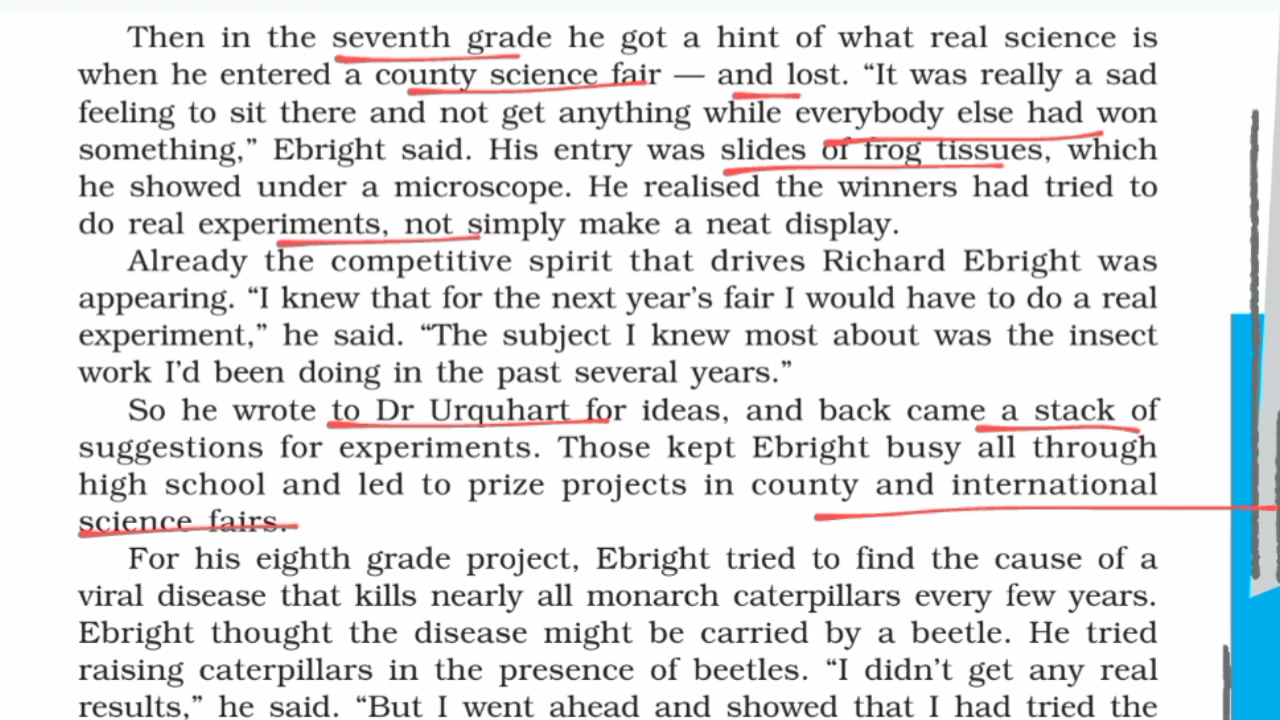 Then in the seventh grade he got a hint of what real science is
when he entered a county science fair — and lost. “It was really a sad
feeling to sit there and not get anything while everybody else had won
something,” Ebright said. His entry was slides of frog tissues, which
he showed under a microscope. He realised the winners had tried to
do real experiments, not simply make a neat display.
Already the competitive spirit that drives Richard Ebright was
appearing. “I knew that for the next year’s fair I would have to do a real
experiment,” he said. “The subject I knew most about was the insect
work I’d been doing in the past several years.”
So he wrote to Dr Urquhart for ideas, and back came a stack of
suggestions for experiments. Those kept Ebright busy all through
high school and led to prize projects in county and international
science fairs.
For his eighth grade project, Ebright tried to find the cause of a
viral disease that kills nearly all monarch caterpillars every few years.
Ebright thought the disease might be carried by a beetle. He tried
raising caterpillars in the presence of beetles. “I didn’t get any real
results,” he said. “But I went ahead and showed that I had tried the